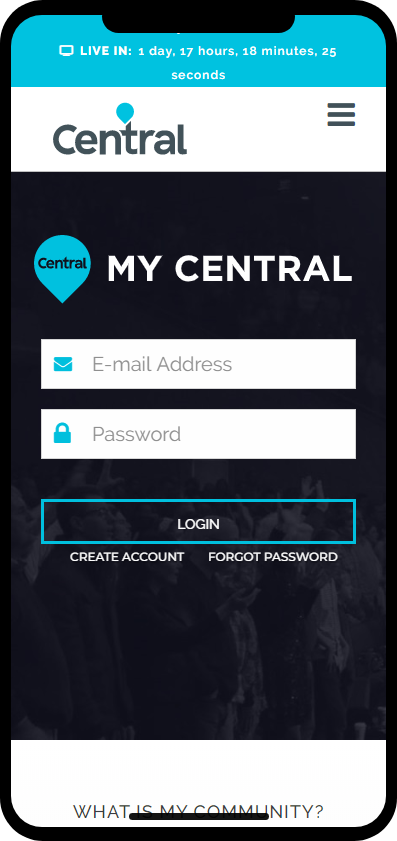 LIVE IN: 1 day, 17 hours, 18 minutes, 25
seconds
Central
Central
MY CENTRAL
E-mail Address
Password
LOGIN
CREATE ACCOUNT FORGOT PASSWORD
WHAT IS MY COMMUNITY?